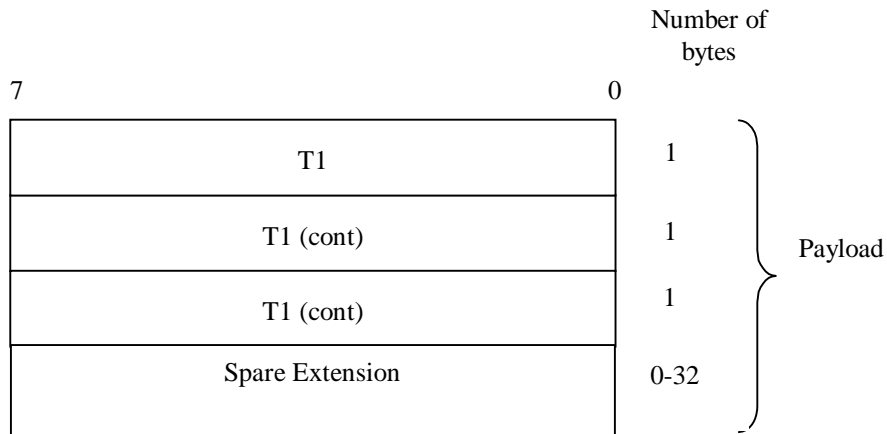 Number of
bytes
7 0
T1 1
T1 (cont) 1
Payload
T1 (cont) 1
Spare Extension 0-32